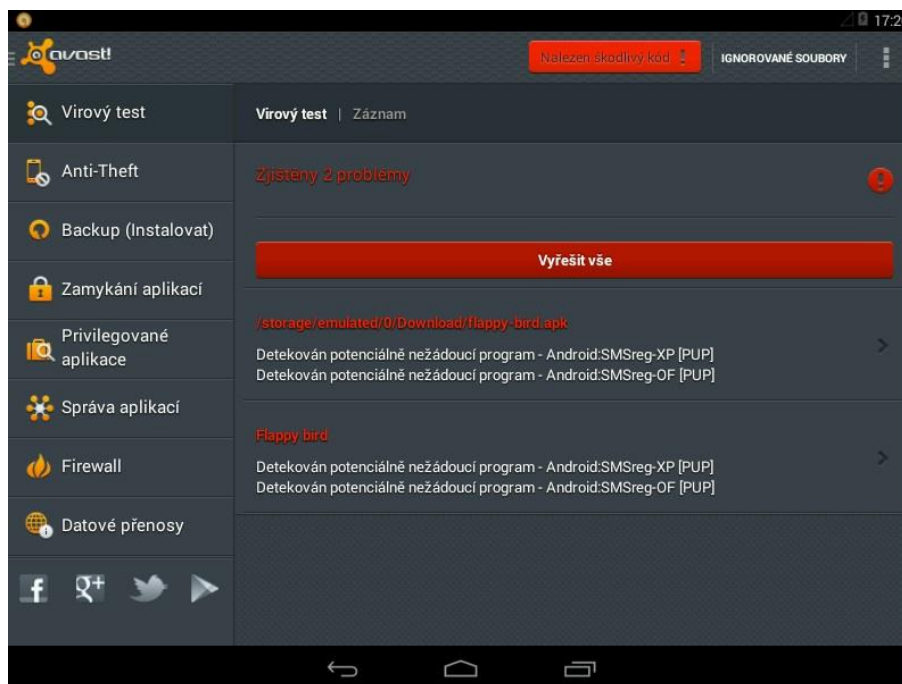 17:2
avast!
Nalezen škodlivý kód !
IGNOROVANÉ SOUBORY
Virový test
Anti-Theft
Backup (Instalovat)
Zamykání aplikací
Privilegované
aplikace
Správa aplikací
Firewall
Datové přenosy
Virový test | Záznam
Zjištěny 2 problémy
Vyřešit vše
/storage/emulated/0/Download/flappy-bird.apk
Detekován potenciálně nežádoucí program - Android:SMSreg-XP [PUP]
Detekován potenciálně nežádoucí program - Android:SMSreg-OF [PUP]
Flappy bird
Detekován potenciálně nežádoucí program - Android:SMSreg-XP [PUP]
Detekován potenciálně nežádoucí program - Android:SMSreg-OF [PUP]